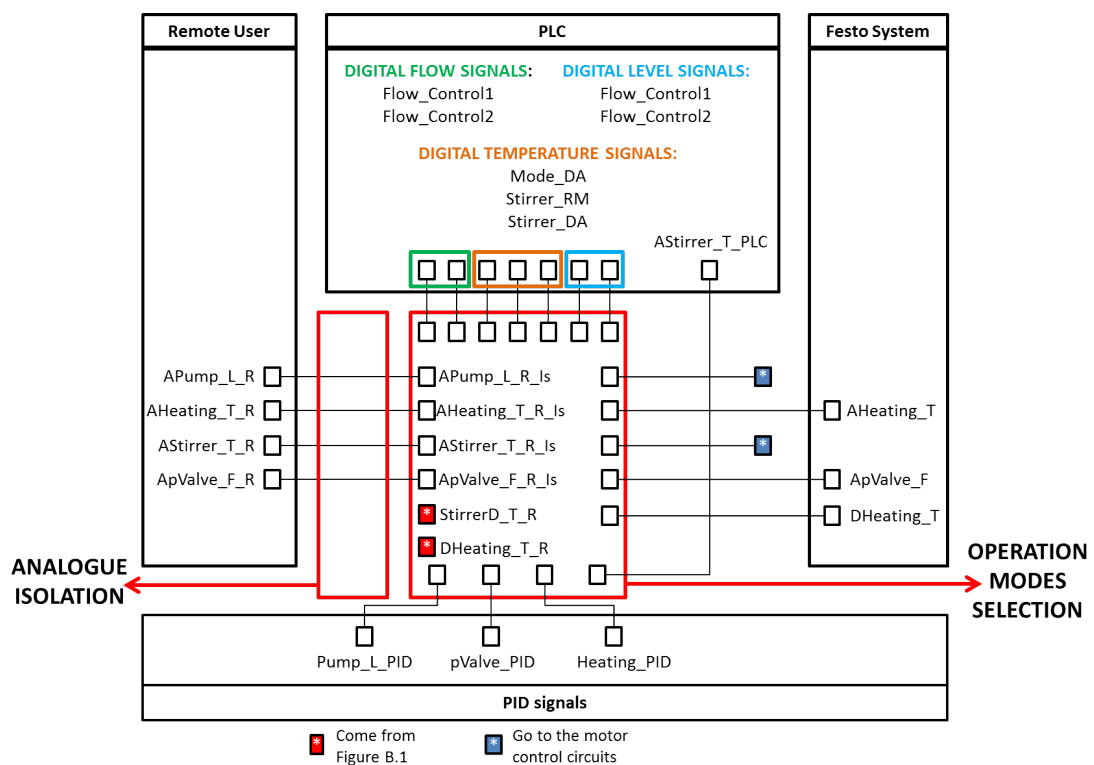 Remote User
PLC
Festo System
DIGITAL FLOW SIGNALS:
Flow_Control1
Flow_Control2
DIGITAL LEVEL SIGNALS:
Flow_Control1
Flow_Control2
DIGITAL TEMPERATURE SIGNALS:
Mode_DA
Stirrer_RM
Stirrer_DA
AStirrer_T_PLC
APump_L_R
AHeating_T_R
AStirrer_T_R
ApValve_F_R
APump_L_R_Is
AHeating_T_R_Is
AStirrer_T_R_Is
ApValve_F_R_Is
* StirrerD_T_R
* DHeating_T_R
*
*
AHeating_T
ApValve_F
DHeating_T
ANALOGUE
ISOLATION
OPERATION
MODES
SELECTION
Pump_L_PID
pValve_PID
Heating_PID
PID signals
* Come from
Figure B.1
* Go to the motor
control circuits